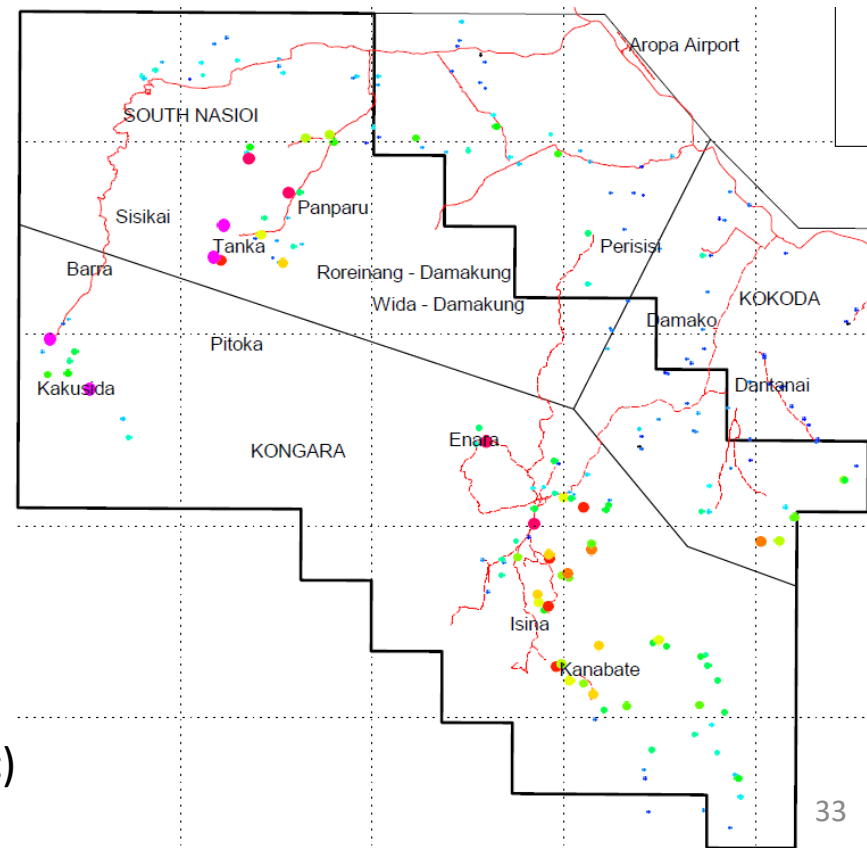 Aropa Airport
SOUTH NASIOI
Sisikai
Panparu
Tanka
Perisisi
Barra
Roreinang - Damakung
Wida - Damakung
KOKODA
Damako
Pitoka
Kakusida
Dantanai
Enara
KONGARA
Isina
Kanabate
)
33